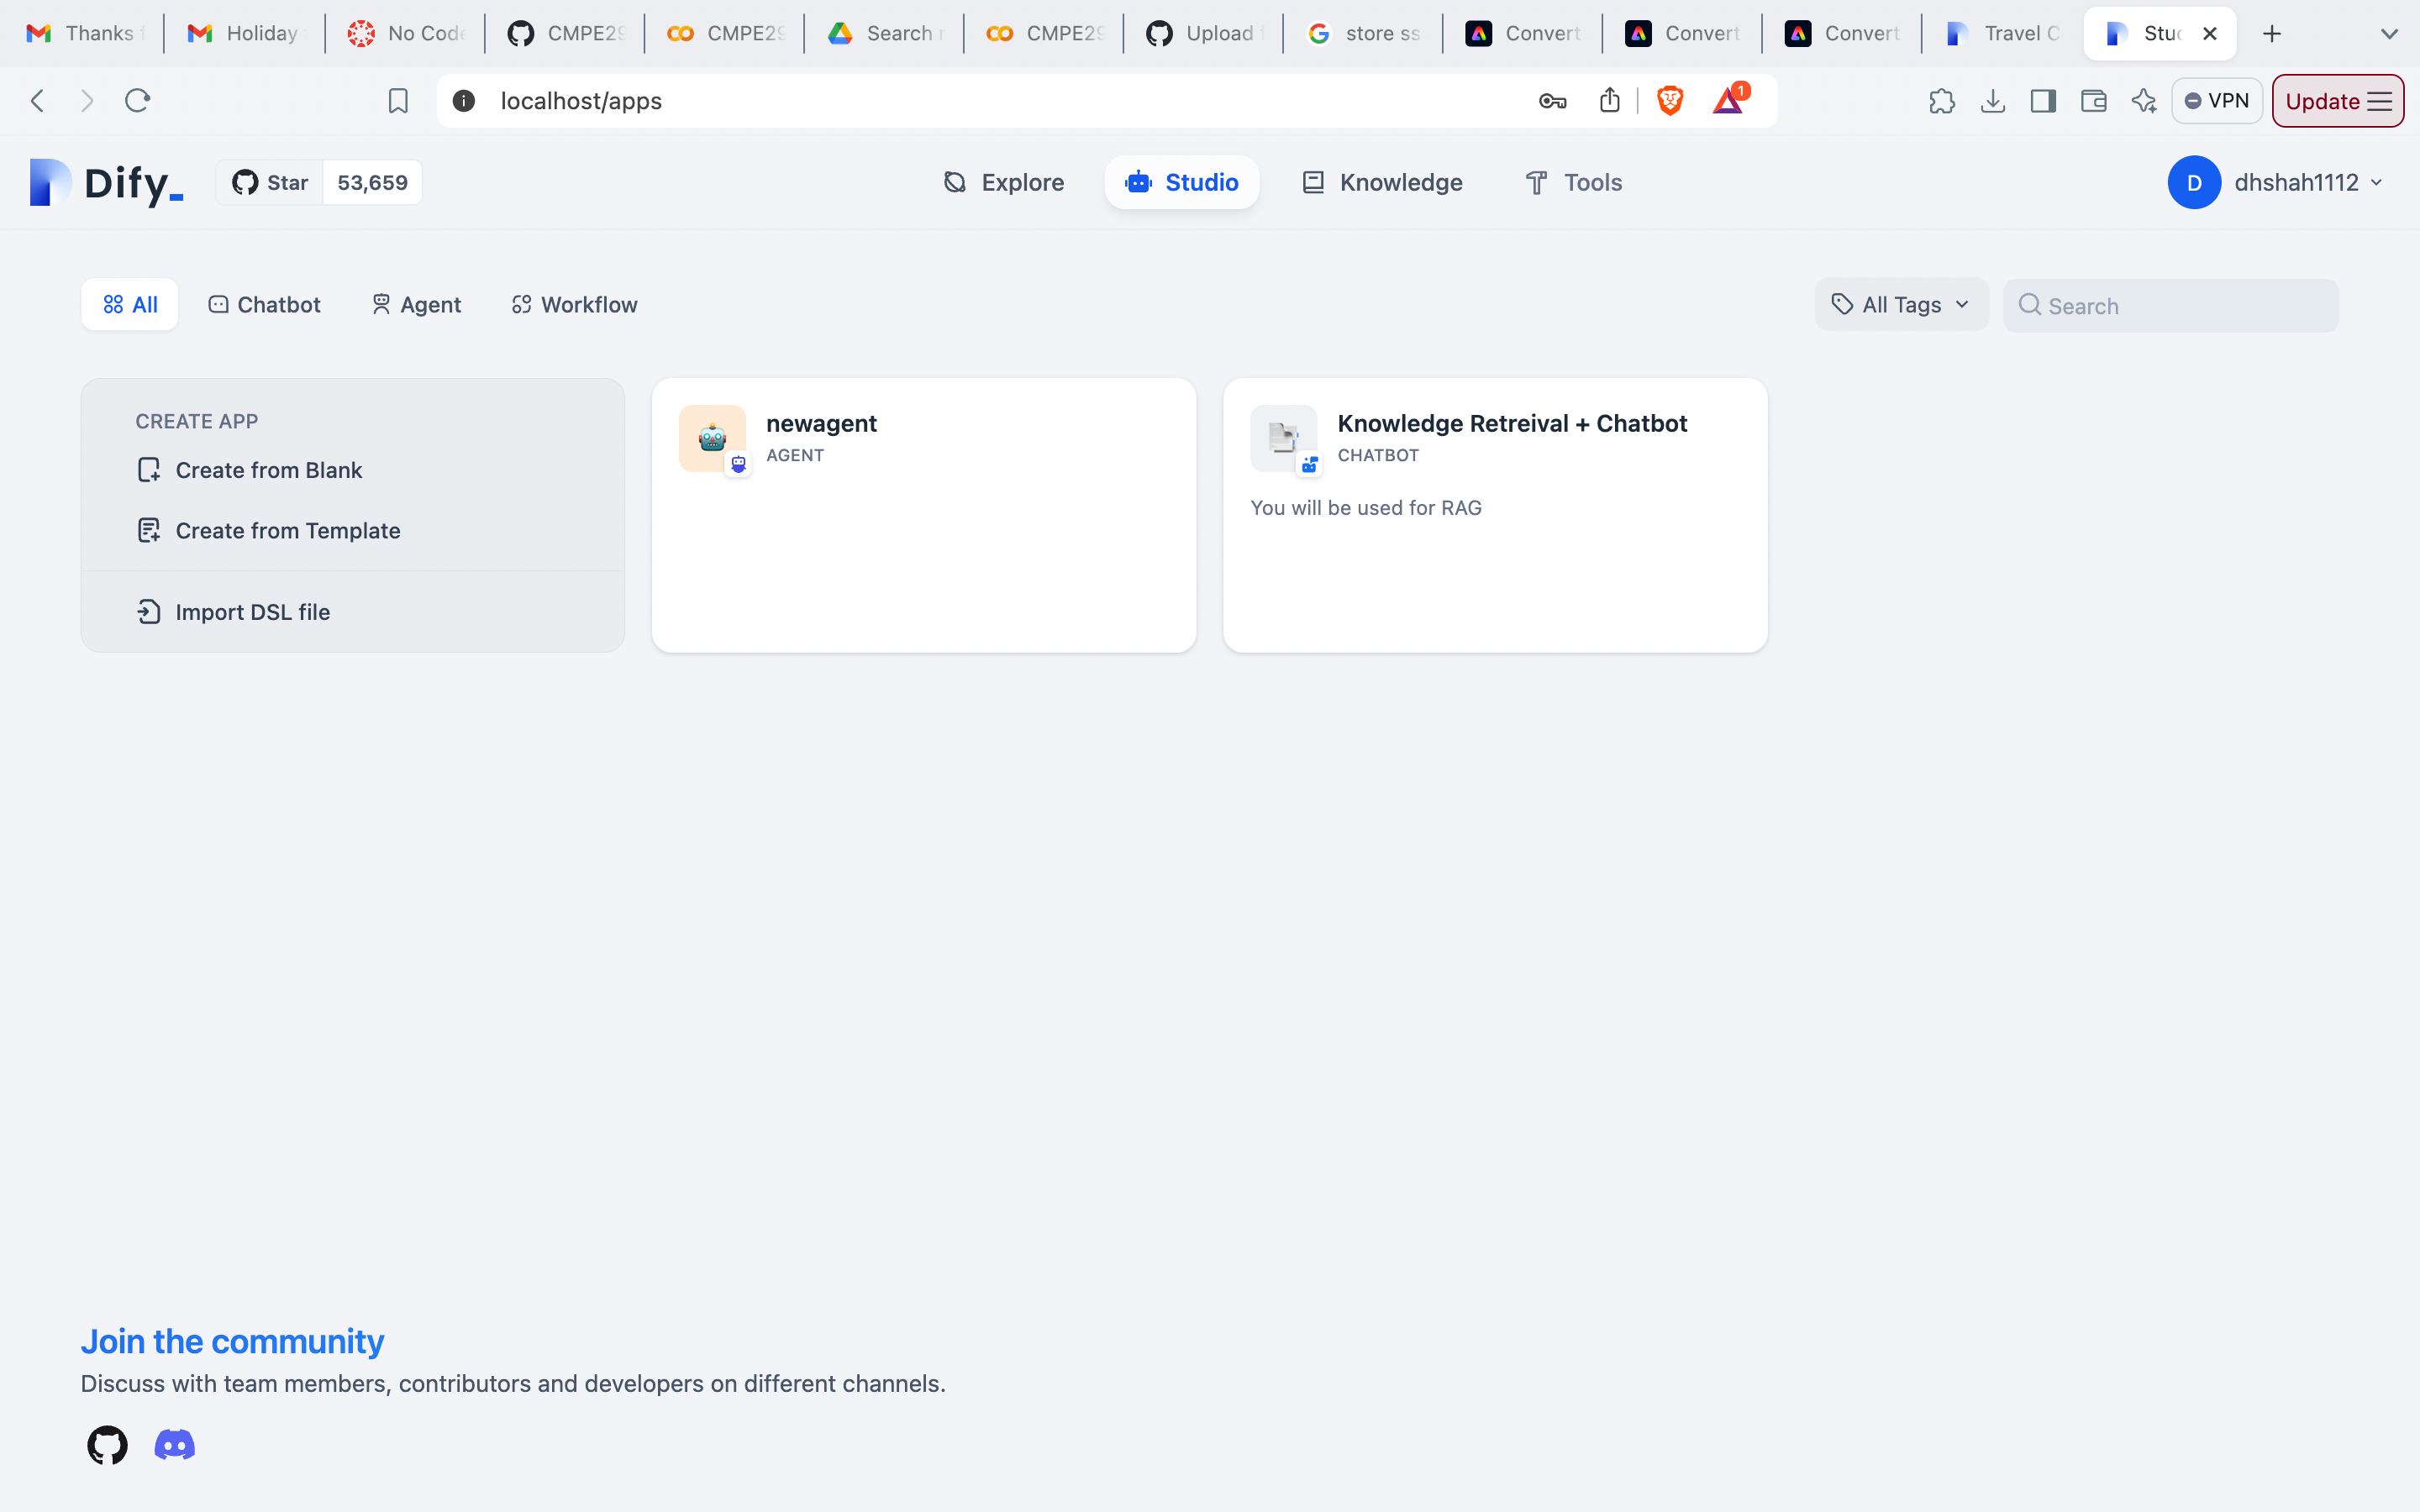 Thanks f
Holiday
No Code
CMPE29
CMPE29
Search r
CMPE29
Upload f
store ss
Convert
Convert
Convert
Travel C
Stud
localhost/apps
1
VPN
Update
Dify_
Star
53,659
Explore
Studio
Knowledge
Tools
D
dhshah1112
All
Chatbot
Agent
Workflow
All Tags
Search
CREATE APP
Create from Blank
Create from Template
Import DSL file
newagent
AGENT
Knowledge Retreival + Chatbot
CHATBOT
You will be used for RAG
Join the community
Discuss with team members, contributors and developers on different channels.